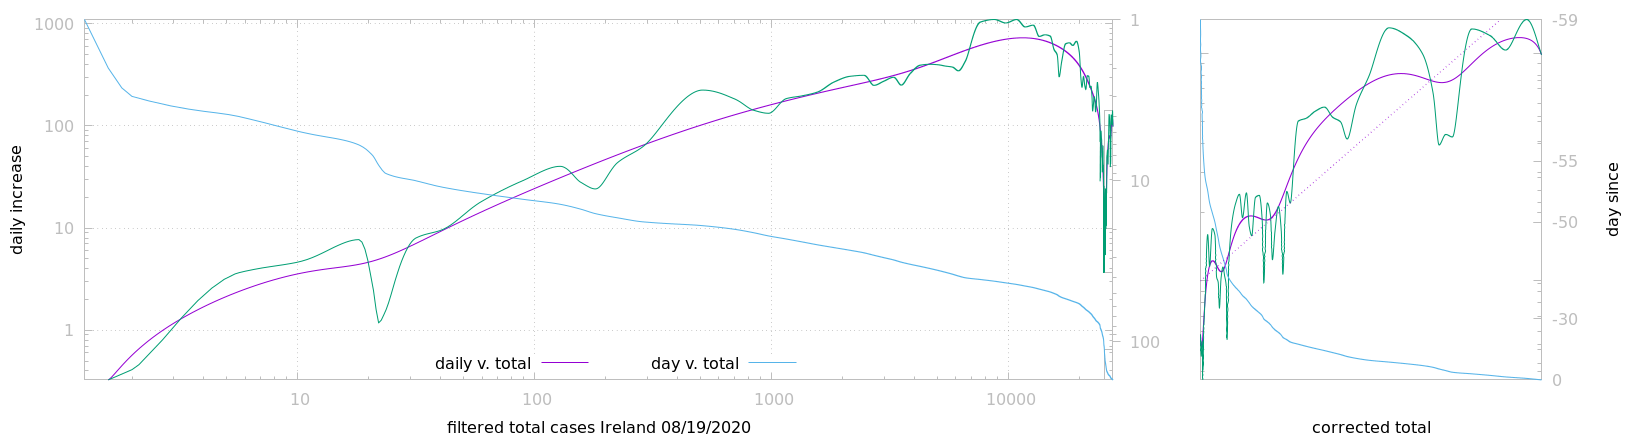 1000
100
10
1
daily increase
10
100
1000
10000
1
10
100
daily v. total
day v. total
filtered total cases Ireland 08/19/2020
-59
-55
-50
-30
0
day since
corrected total